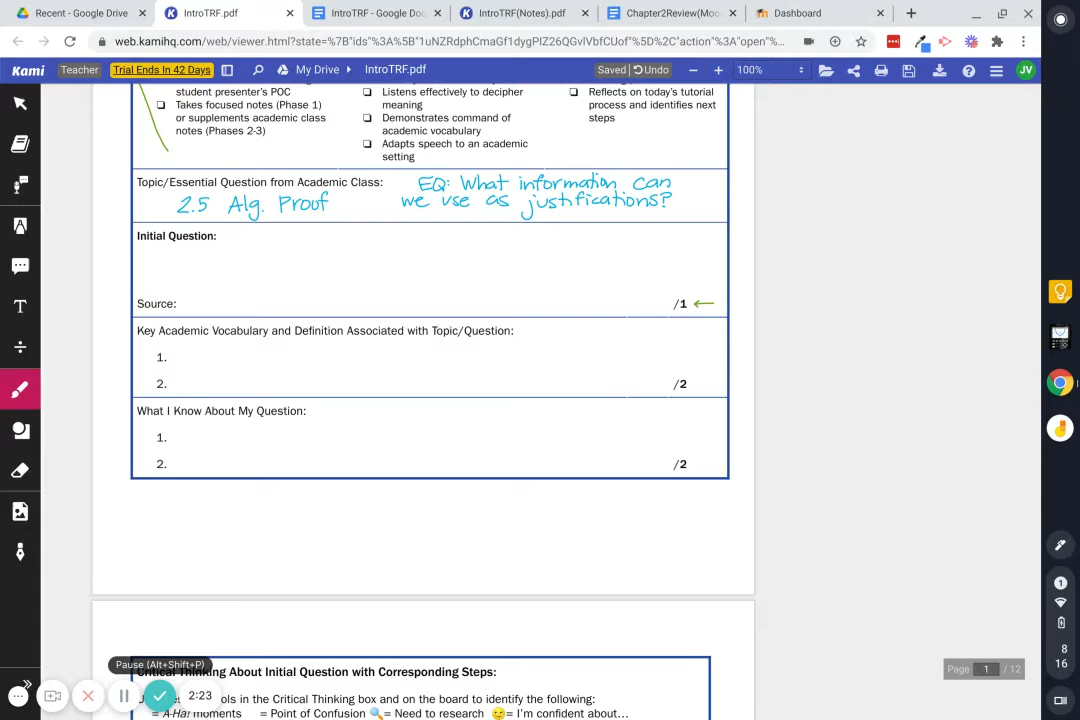 Recent - Google Drive
IntroTRF.pdf
IntroTRF - Google Doc
IntroTRF(Notes).pdf
Chapter2Review(Moo
Dashboard
web.kamihq.com/web/viewer.html?state=%7B"ids"%3A%5B"1uNZRdphCmaGf1dygPIZ26QGvlVbfCUof"%5D%2C"action"%3A"open"%...
Kami
Teacher
Trial Ends In 42 Days
My Drive
IntroTRF.pdf
Saved
Undo
100%
JV
student presenter's POC
Takes focused notes (Phase 1)
or supplements academic class
notes (Phases 2-3)
Listens effectively to decipher
meaning
Demonstrates command of
academic vocabulary
Adapts speech to an academic
setting
Reflects on today's tutorial
process and identifies next
steps
Topic/Essential Question from Academic Class:
2.5 Alg. Proof
EQ: What information can
we use as justifications?
Initial Question:
Source:
/1
Key Academic Vocabulary and Definition Associated with Topic/Question:
1.
2.
/2
What I Know About My Question:
1.
2.
/2
Pause (Alt+Shift+P)
Critical Thinking About Initial Question with Corresponding Steps:
ols in the Critical Thinking box and on the board to identify the following:
= A-Ha! moments = Point of Confusion = Need to research = I'm confident about...
2:23
Page 1 / 12
1
8
16